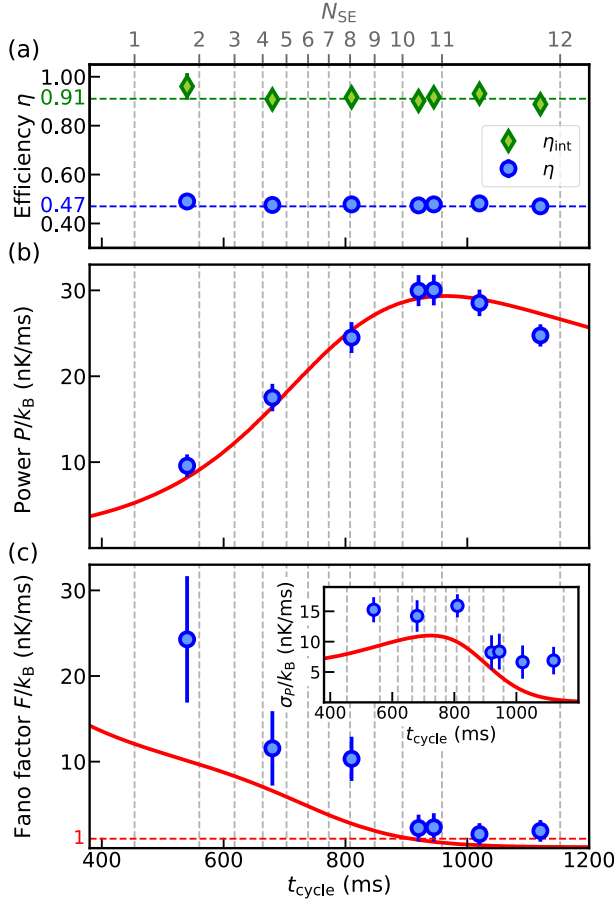 N_SE
(a)
1 2 3 4 5 6 7 8 9 10 11 12
Efficiency η
1.00
0.91
0.80
0.60
0.47
0.40
η_int
η
(b)
Power P/k_B (nK/ms)
30
20
10
(c)
Fano factor F/k_B (nK/ms)
30
20
10
1
σ_P/k_B (nK/ms)
15
10
5
400 600 800 1000
t_cycle (ms)
400 600 800 1000 1200
t_cycle (ms)